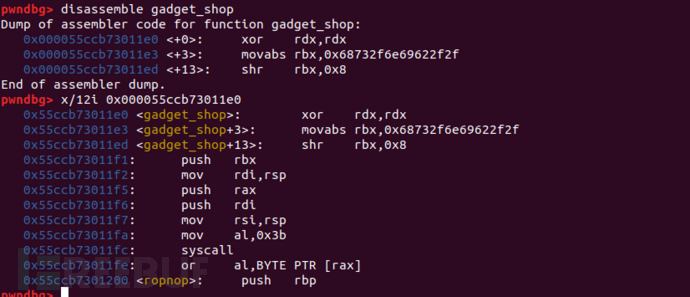 pwndbg> disassemble gadget_shop
Dump of assembler code for function gadget_shop:
0x000055ccb73011e0 <+0>: xor rdx,rdx
0x000055ccb73011e3 <+3>: movabs rbx,0x68732f6e69622f2f
0x000055ccb73011ed <+13>: shr rbx,0x8
End of assembler dump.
pwndbg> x/12i 0x000055ccb73011e0
0x55ccb73011e0 <gadget_shop>: xor rdx,rdx
0x55ccb73011e3 <gadget_shop+3>: movabs rbx,0x68732f6e69622f2f
0x55ccb73011ed <gadget_shop+13>: shr rbx,0x8
0x55ccb73011f1: push rbx
0x55ccb73011f2: mov rdi,rsp
0x55ccb73011f5: push rax
0x55ccb73011f6: push rdi
0x55ccb73011f7: mov rsi,rsp
0x55ccb73011fa: mov al,0x3b
0x55ccb73011fc: syscall
0x55ccb73011fe: or al,BYTE PTR [rax]
0x55ccb7301200 <ropnop>: push rbp
pwndbg>